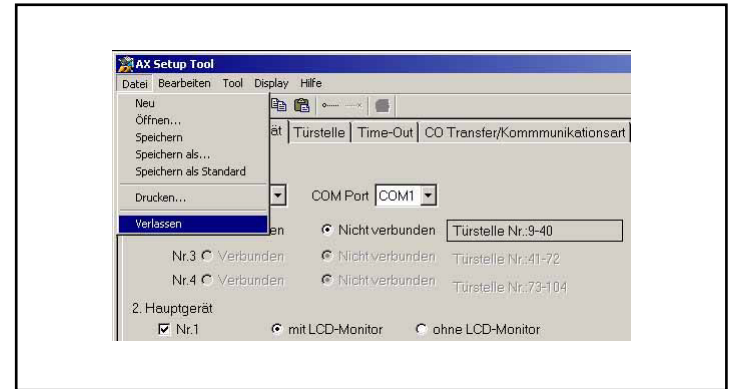 AX Setup Tool
Datei Bearbeiten Tool Display Hilfe
Neu
Öffnen...
Speichern
Speichern als...
Speichern als Standard
Drucken...
Verlassen
ät Türstelle Time-Out CO Transfer/Kommmunikationsart
COM Port COM1
en Nicht verbunden Türstelle Nr.:9-40
Nr.3 Verbunden Nicht verbunden Türstelle Nr.:41-72
Nr.4 Verbunden Nicht verbunden Türstelle Nr.:73-104
2. Hauptgerät
Nr.1 mit LCD-Monitor ohne LCD-Monitor